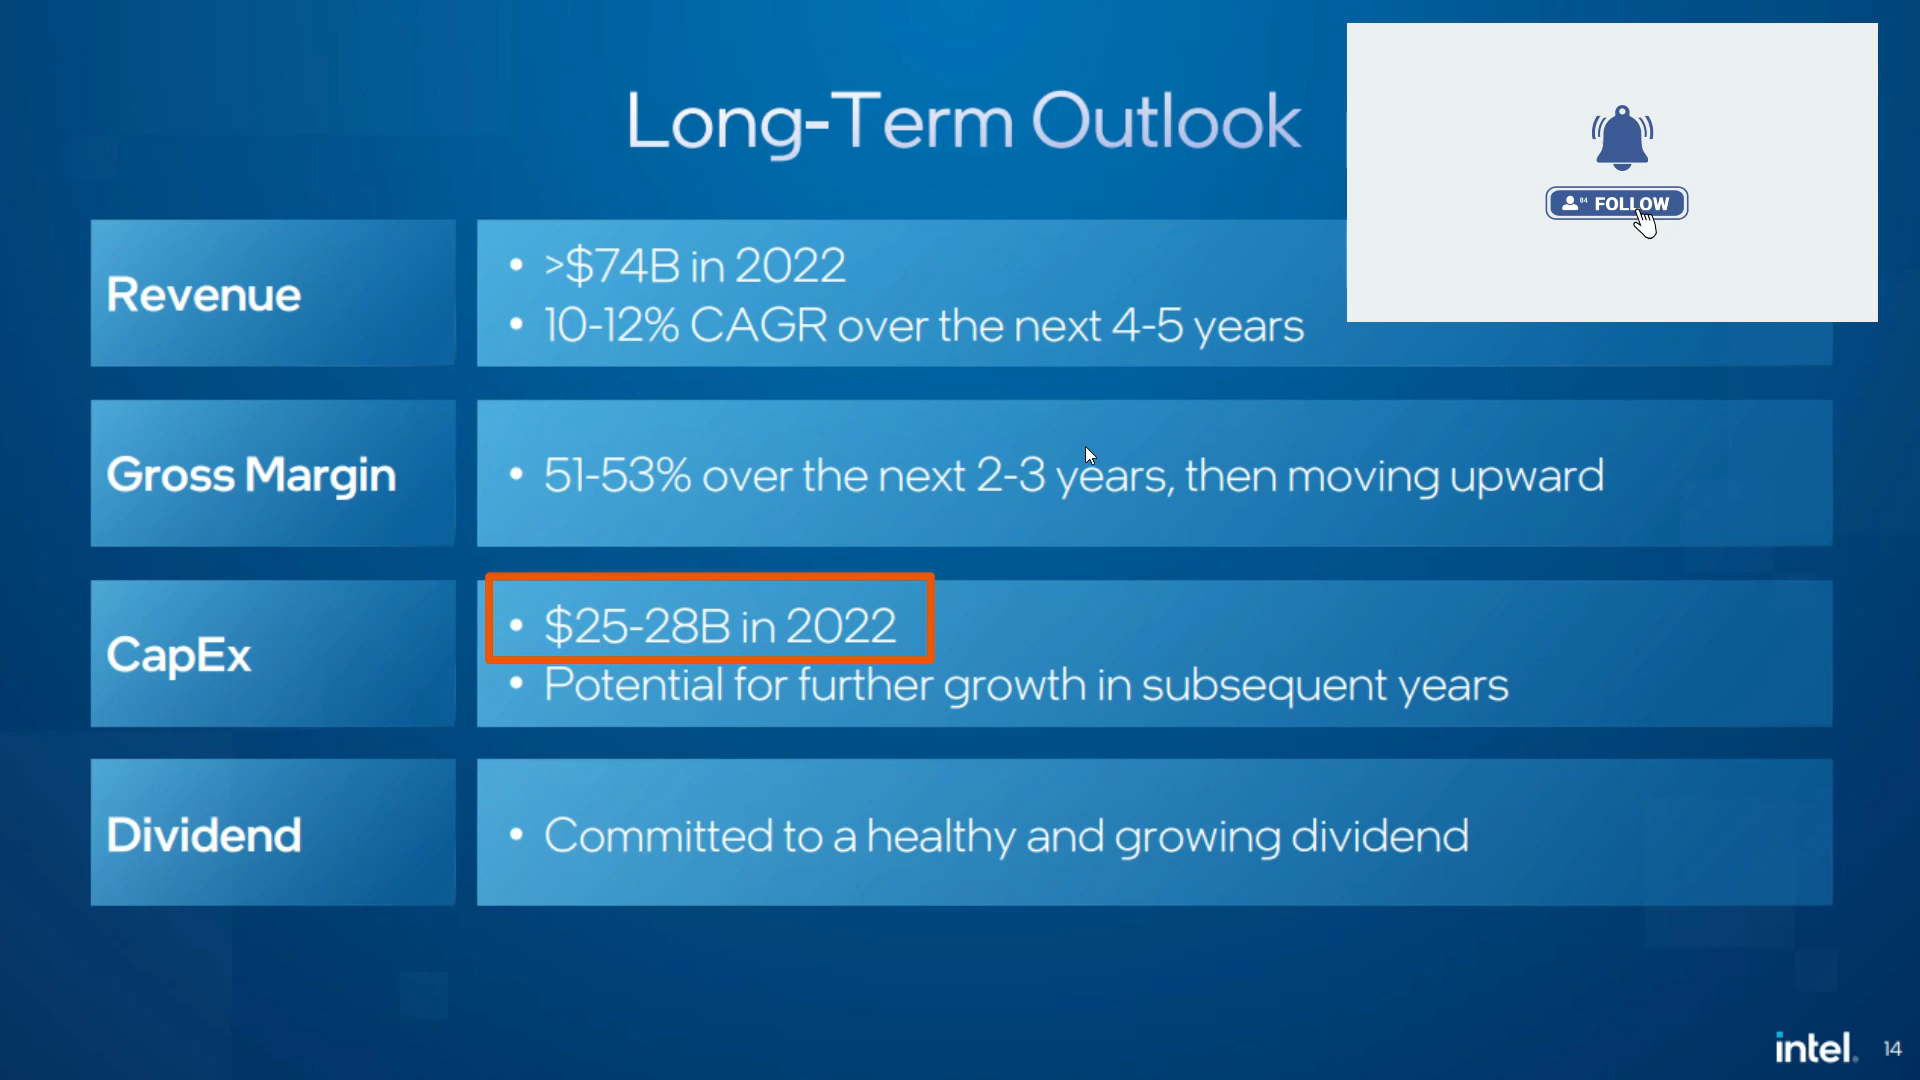 Long-Term Outlook
84 FOLLOW
Revenue
• >$74B in 2022
• 10-12% CAGR over the next 4-5 years
Gross Margin
• 51-53% over the next 2-3 years, then moving upward
CapEx
• $25-28B in 2022
• Potential for further growth in subsequent years
Dividend
• Committed to a healthy and growing dividend
intel. 14